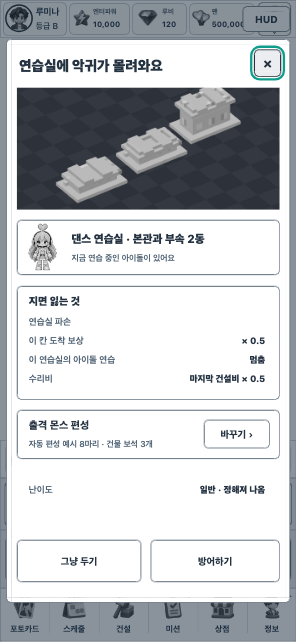 루미나
등급 B
엔터파워
10,000
루비
120
팬
500,000
HUD
연습실에 악귀가 몰려와요
×
댄스 연습실 · 본관과 부속 2동
지금 연습 중인 아이돌이 있어요
지면 잃는 것
연습실 파손
이 칸 도착 보상 × 0.5
이 연습실의 아이돌 연습 멈춤
수리비 마지막 건설비 × 0.5
출격 몬스 편성
자동 편성 예시 8마리 · 건물 보석 3개
바꾸기 ›
난이도 일반 · 정해져 나옴
그냥 두기 방어하기
포토카드 스케줄 건설 미션 상점 정보